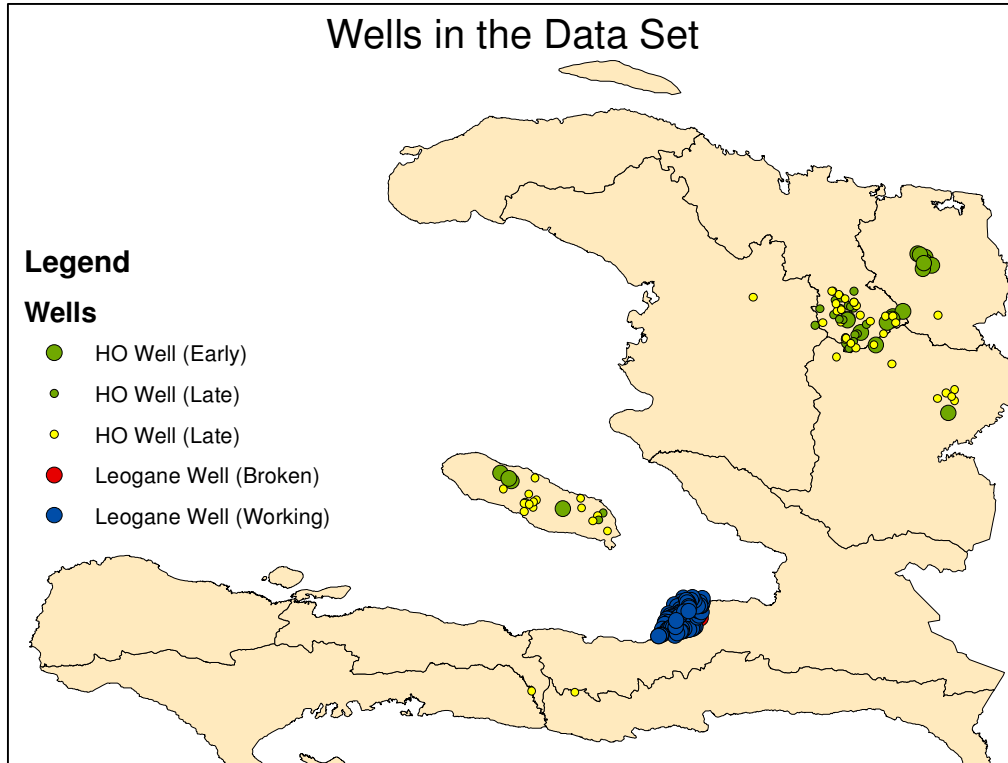 Wells in the Data Set
Legend
Wells
HO Well (Early)
HO Well (Late)
HO Well (Late)
Leogane Well (Broken)
Leogane Well (Working)